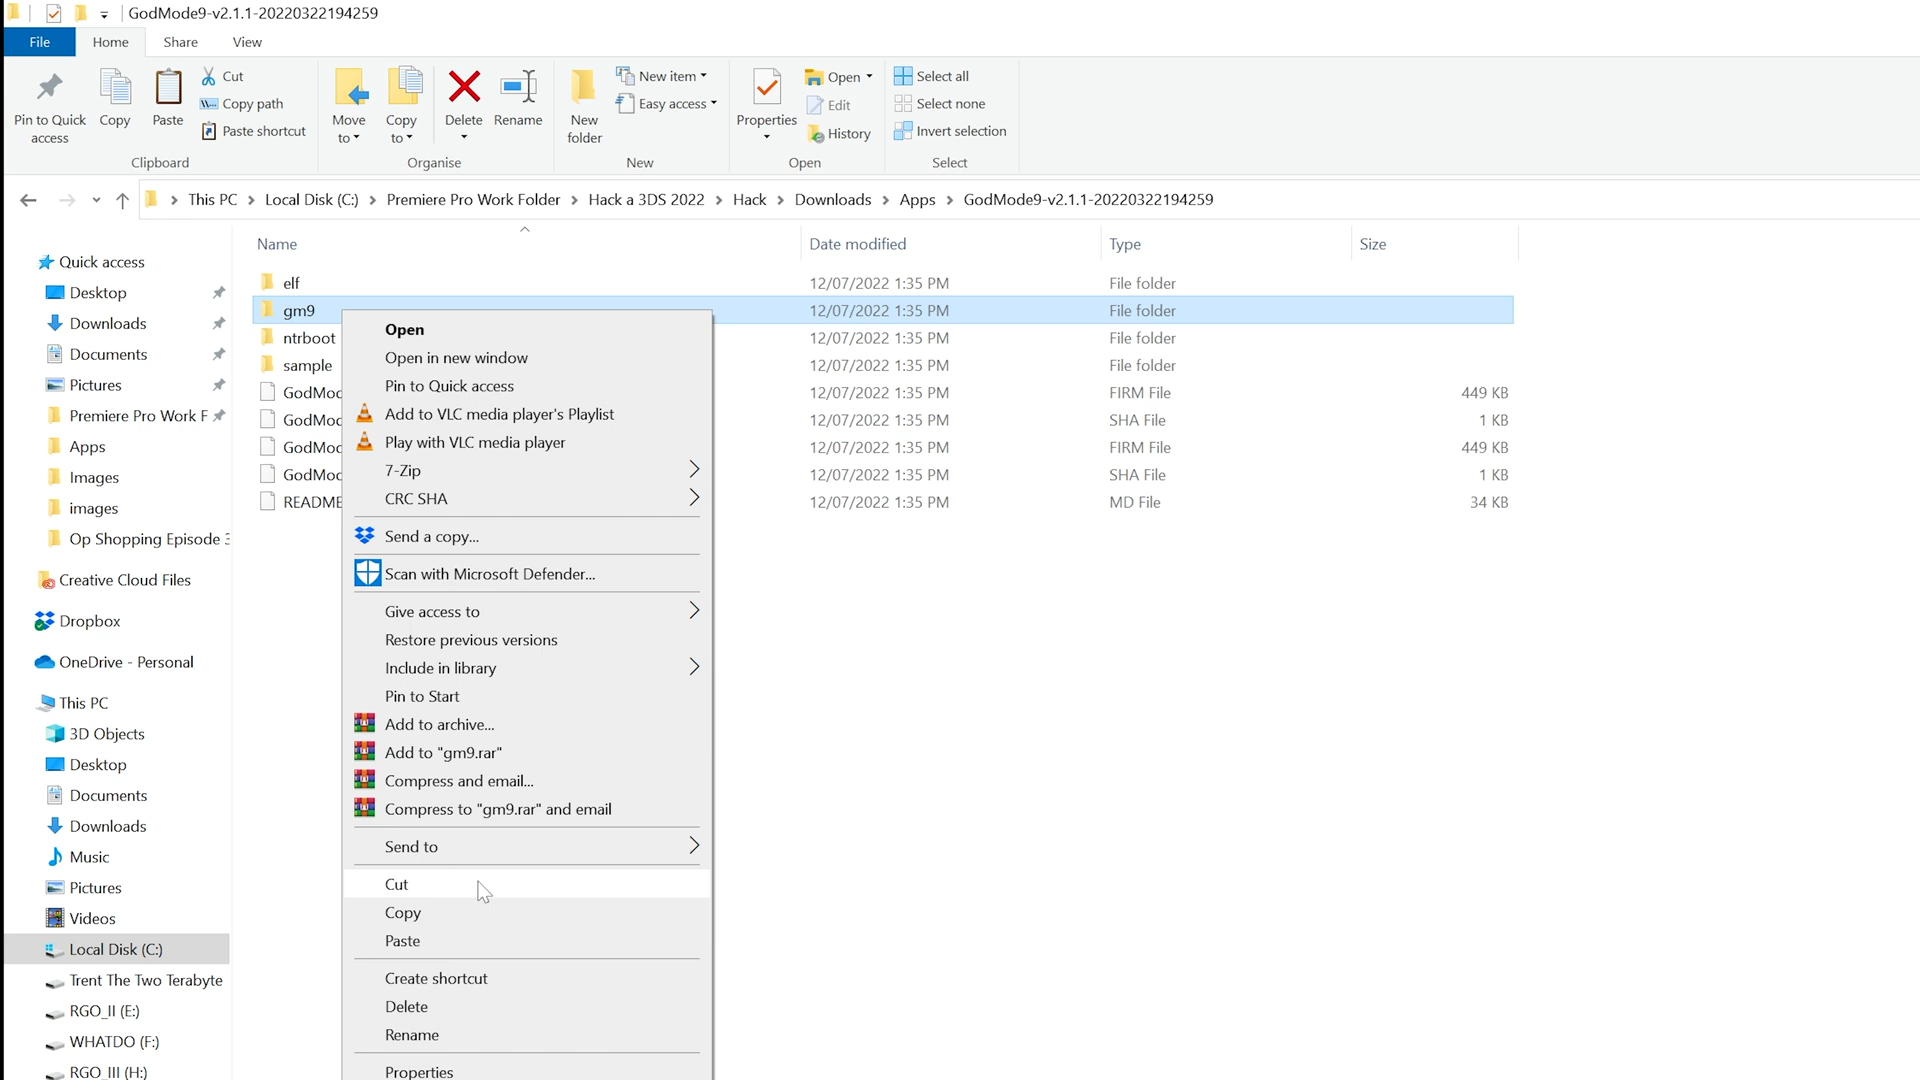 GodMode9-v2.1.1-20220322194259
File Home Share View
Pin to Quick access
Copy
Paste
Cut
Copy path
Paste shortcut
Clipboard
Move to
Copy to
Delete
Rename
Organise
New folder
New item
Easy access
New
Properties
Open
Edit
History
Open
Select all
Select none
Invert selection
Select
This PC Local Disk (C:) Premiere Pro Work Folder Hack a 3DS 2022 Hack Downloads Apps GodMode9-v2.1.1-20220322194259
Name Date modified Type Size
elf 12/07/2022 1:35 PM File folder
gm9 12/07/2022 1:35 PM File folder
ntrboot 12/07/2022 1:35 PM File folder
sample 12/07/2022 1:35 PM File folder
GodMod 12/07/2022 1:35 PM FIRM File 449 KB
GodMod 12/07/2022 1:35 PM SHA File 1 KB
GodMod 12/07/2022 1:35 PM FIRM File 449 KB
GodMod 12/07/2022 1:35 PM SHA File 1 KB
README 12/07/2022 1:35 PM MD File 34 KB
Quick access
Desktop
Downloads
Documents
Pictures
Premiere Pro Work F
Apps
Images
images
Op Shopping Episode 3
Creative Cloud Files
Dropbox
OneDrive - Personal
This PC
3D Objects
Desktop
Documents
Downloads
Music
Pictures
Videos
Local Disk (C:)
Trent The Two Terabyte
RGO_II (E:)
WHATDO (F:)
RGO_III (H:)
Open
Open in new window
Pin to Quick access
Add to VLC media player's Playlist
Play with VLC media player
7-Zip
CRC SHA
Send a copy...
Scan with Microsoft Defender...
Give access to
Restore previous versions
Include in library
Pin to Start
Add to archive...
Add to "gm9.rar"
Compress and email...
Compress to "gm9.rar" and email
Send to
Cut
Copy
Paste
Create shortcut
Delete
Rename
Properties